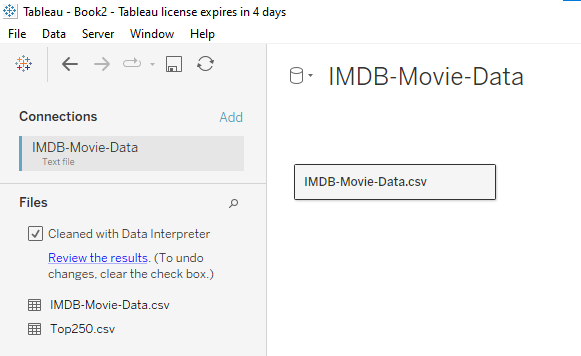 Tableau - Book2 - Tableau license expires in 4 days
File Data Server Window Help
Connections Add
IMDB-Movie-Data
Text file
Files
Cleaned with Data Interpreter
Review the results. (To undo
changes, clear the check box.)
IMDB-Movie-Data.csv
Top250.csv
IMDB-Movie-Data
IMDB-Movie-Data.csv